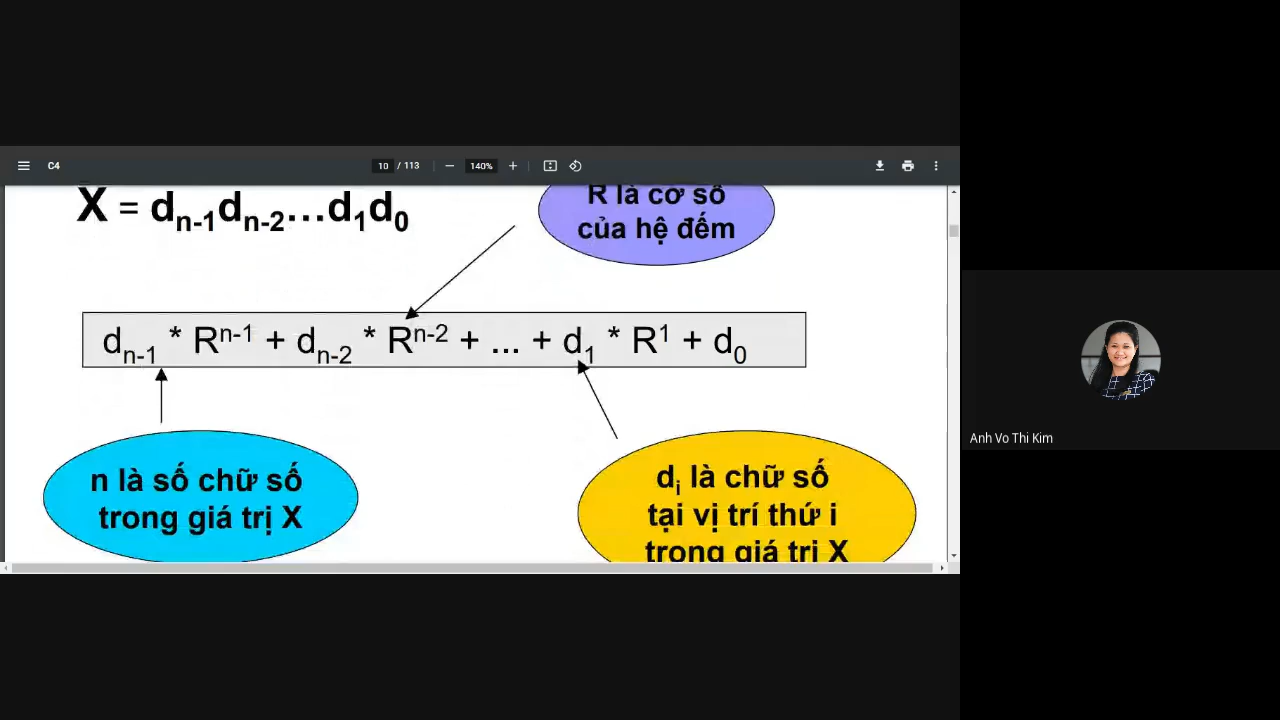 C4
10 / 113
140%
R là cơ số
của hệ đếm
X = dn-1dn-2…d1d0
dn-1 * Rn-1 + dn-2 * Rn-2 + ... + d1 * R1 + d0
n là số chữ số
trong giá trị X
di là chữ số
tại vị trí thứ i
trong giá trị X
Anh Vo Thi Kim